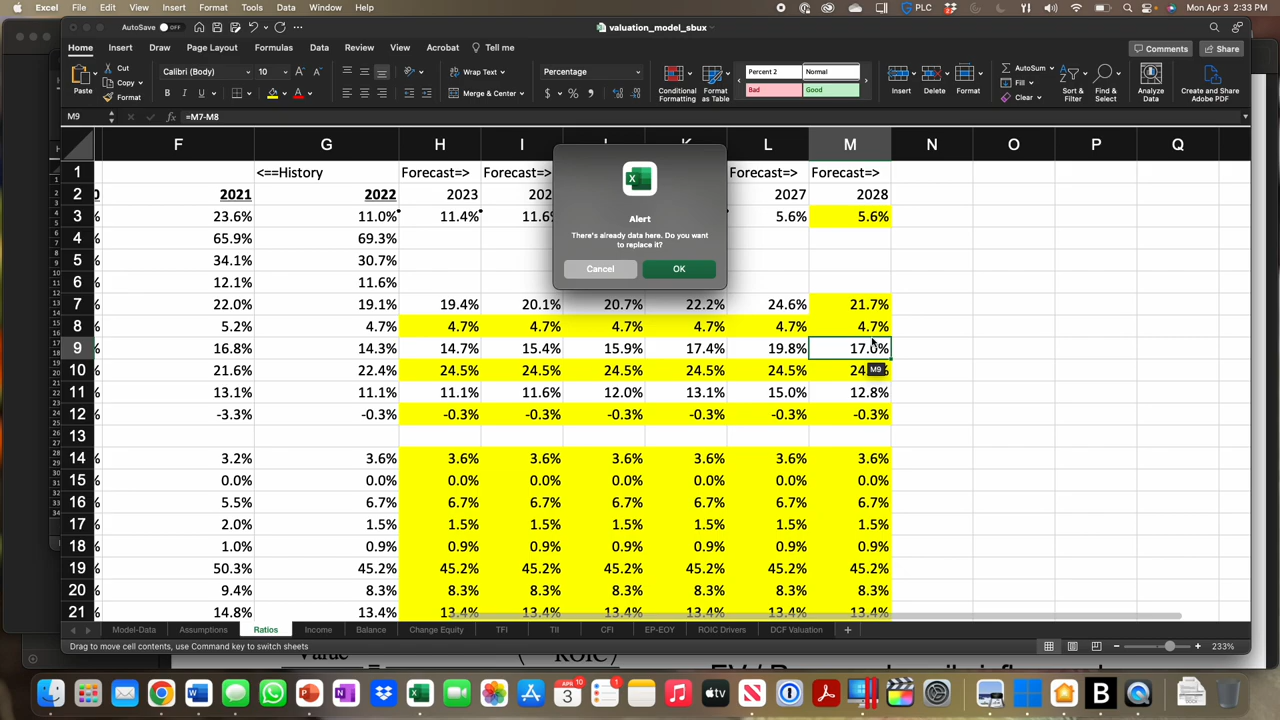 Excel File Edit View Insert Format Tools Data Window Help PLC Mon Apr 3 2:33 PM
AutoSave OFF valuation_model_sbux
Home Insert Draw Page Layout Formulas Data Review View Acrobat Tell me Comments Share
Paste Cut Copy Format Calibri (Body) 10 Wrap Text Merge & Center Percentage Conditional Formatting Format as Table Percent 2 Normal Bad Good Insert Delete Format AutoSum Fill Clear Sort & Filter Find & Select Analyze Data Create and Share Adobe PDF
M9 fx =M7-M8
F G H I J K L M N O P Q
1 <==History Forecast=> Forecast=> Forecast=> Forecast=>
2 2021 2022 2023 202 2027 2028
3 23.6% 11.0% 11.4% 11.6% 5.6% 5.6%
4 65.9% 69.3%
5 34.1% 30.7%
6 12.1% 11.6%
7 22.0% 19.1% 19.4% 20.1% 20.7% 22.2% 24.6% 21.7%
8 5.2% 4.7% 4.7% 4.7% 4.7% 4.7% 4.7% 4.7%
9 16.8% 14.3% 14.7% 15.4% 15.9% 17.4% 19.8% 17.0%
10 21.6% 22.4% 24.5% 24.5% 24.5% 24.5% 24.5% 24.
M9
11 13.1% 11.1% 11.1% 11.6% 12.0% 13.1% 15.0% 12.8%
12 -3.3% -0.3% -0.3% -0.3% -0.3% -0.3% -0.3% -0.3%
13
14 3.2% 3.6% 3.6% 3.6% 3.6% 3.6% 3.6% 3.6%
15 0.0% 0.0% 0.0% 0.0% 0.0% 0.0% 0.0% 0.0%
16 5.5% 6.7% 6.7% 6.7% 6.7% 6.7% 6.7% 6.7%
17 2.0% 1.5% 1.5% 1.5% 1.5% 1.5% 1.5% 1.5%
18 1.0% 0.9% 0.9% 0.9% 0.9% 0.9% 0.9% 0.9%
19 50.3% 45.2% 45.2% 45.2% 45.2% 45.2% 45.2% 45.2%
20 9.4% 8.3% 8.3% 8.3% 8.3% 8.3% 8.3% 8.3%
21 14.8% 13.4% 13.4% 13.4% 13.4% 13.4% 13.4% 13.4%
Alert
There's already data here. Do you want
to replace it?
Cancel OK
Model-Data Assumptions Ratios Income Balance Change Equity TFI TII CFI EP-EOY ROIC Drivers DCF Valuation
Drag to move cell contents, use Command key to switch sheets 233%
Value ROIC
APR 3 10 1 tv